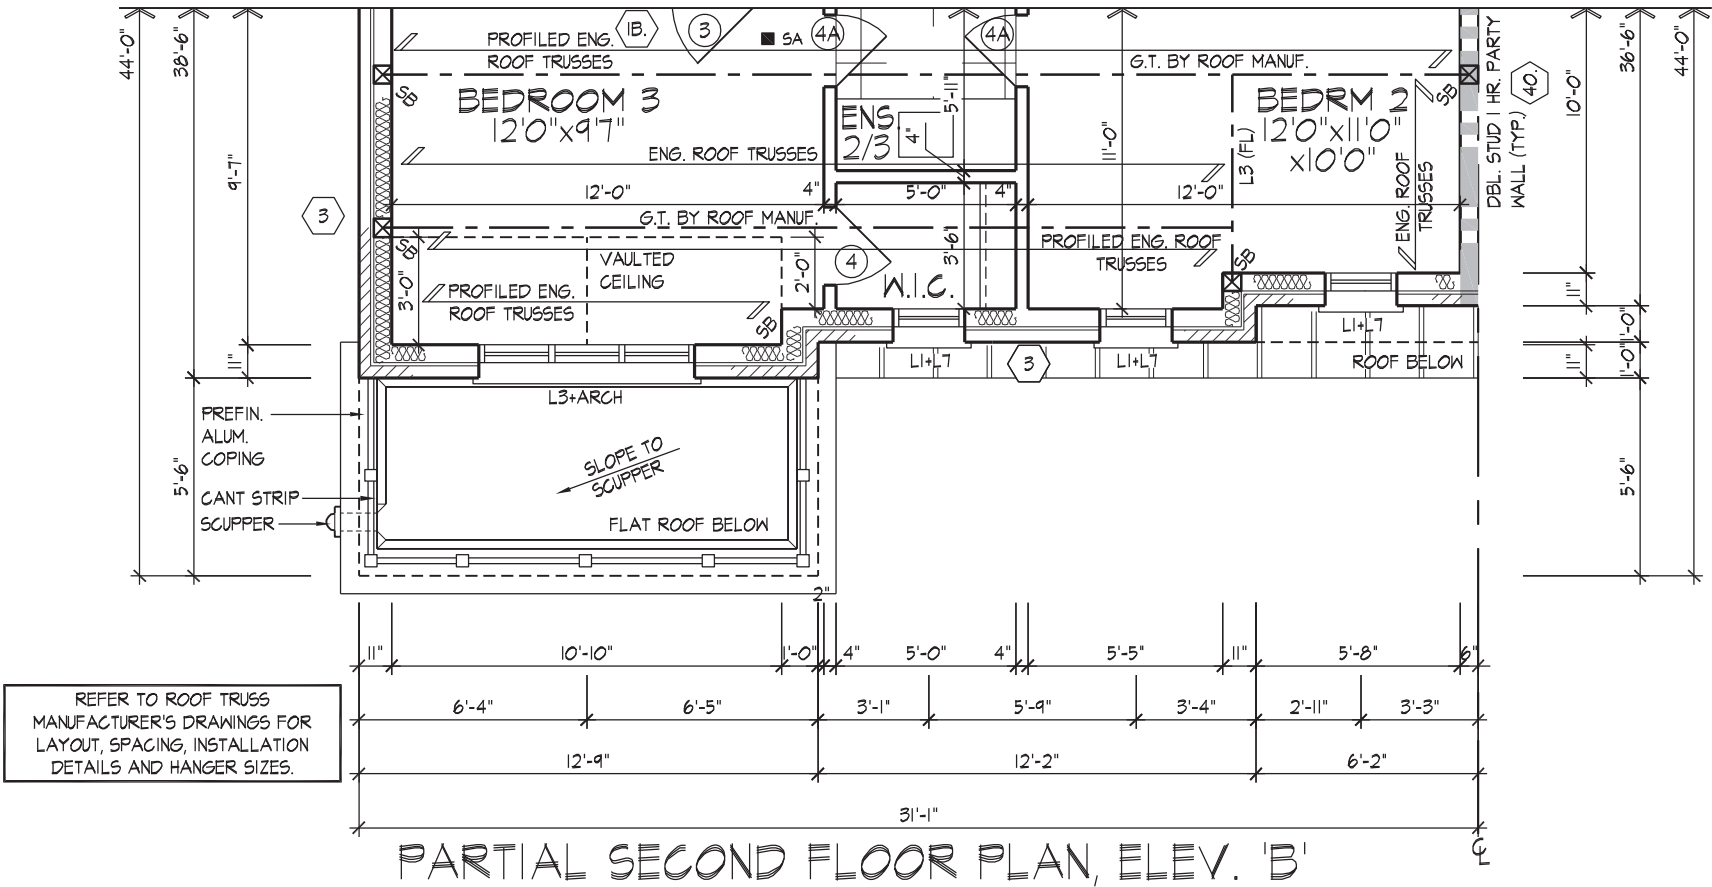 44'-0"
38'-6"
PROFILED ENG.
ROOF TRUSSES
1B.
3
SA
4A
4A
G.T. BY ROOF MANUF.
DBL. STUD 1 HR. PARTY
WALL (TYP.)
40.
10'-0"
36'-6"
44'-0"
SB
BEDROOM 3
12'0"x9'7"
ENS.
2/3
4"
5'-11"
11'-0"
L3 (FL)
BEDRM 2
12'0"x11'0"
x10'0"
SB
ENG. ROOF
TRUSSES
9'-7"
ENG. ROOF TRUSSES
12'-0"
4"
5'-0"
4"
12'-0"
3
G.T. BY ROOF MANUF.
SB
VAULTED
CEILING
2'-0"
4
3'-6"
W.I.C.
PROFILED ENG. ROOF
TRUSSES
SB
3'-0"
PROFILED ENG.
ROOF TRUSSES
SB
11"
11"
1'-0"
11"
1'-0"
L1+L7
L1+L7
3
L1+L7
ROOF BELOW
L3+ARCH
PREFIN.
ALUM.
COPING
5'-6"
CANT STRIP
SCUPPER
SLOPE TO
SCUPPER
FLAT ROOF BELOW
5'-6"
2"
11"
10'-10"
1'-0"
4"
5'-0"
4"
5'-5"
11"
5'-8"
6"
6'-4"
6'-5"
3'-1"
5'-9"
3'-4"
2'-11"
3'-3"
REFER TO ROOF TRUSS
MANUFACTURER'S DRAWINGS FOR
LAYOUT, SPACING, INSTALLATION
DETAILS AND HANGER SIZES.
12'-9"
12'-2"
6'-2"
31'-1"
PARTIAL SECOND FLOOR PLAN, ELEV. 'B'
℄